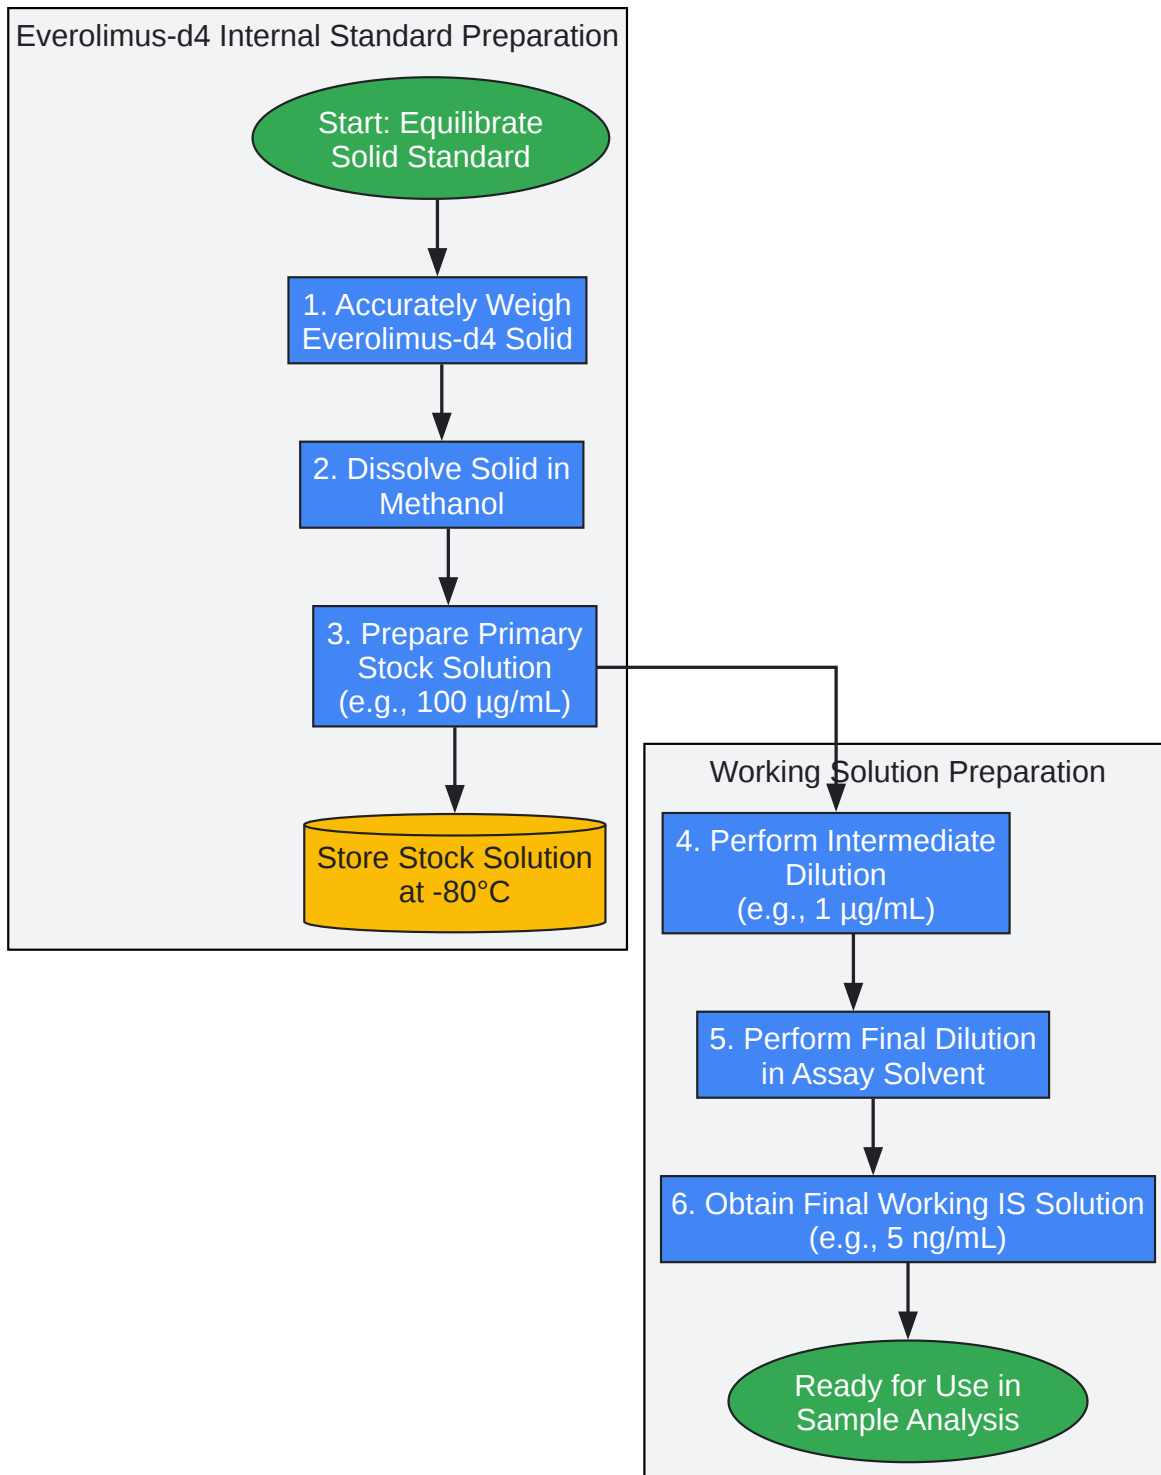 Everolimus-d4 Internal Standard Preparation
Start: Equilibrate
Solid Standard
1. Accurately Weigh
Everolimus-d4 Solid
2. Dissolve Solid in
Methanol
3. Prepare Primary
Stock Solution
(e.g., 100 µg/mL)
Store Stock Solution
at -80°C
Working Solution Preparation
4. Perform Intermediate
Dilution
(e.g., 1 µg/mL)
5. Perform Final Dilution
in Assay Solvent
6. Obtain Final Working IS Solution
(e.g., 5 ng/mL)
Ready for Use in
Sample Analysis